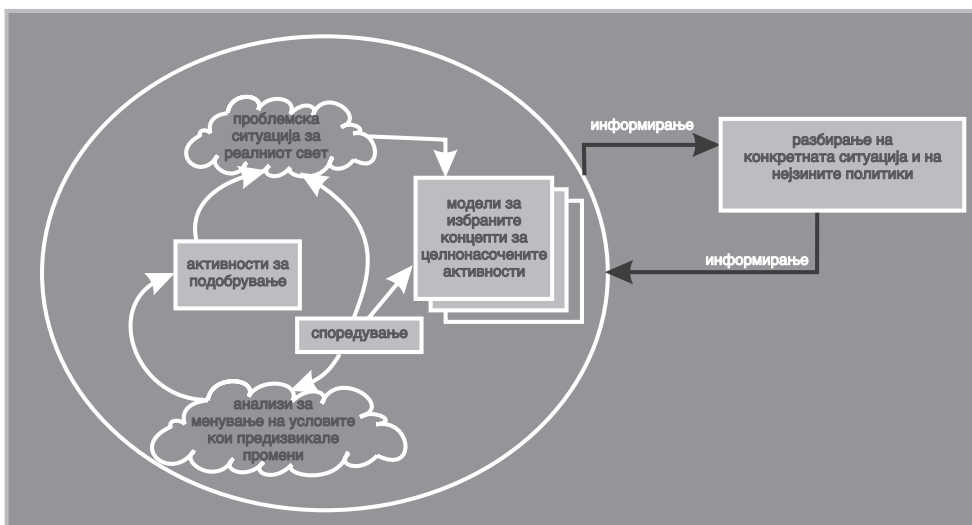 проблемска
ситуација за
реалниот свет
информирање
разбирање на
конкретната ситуација и на
нејзините политики
модели за
избраните
концепти за
целнонасочените
активности
активности за
подобрување
информирање
споредување
анализи за
менување на условите
кои предизвикале
промени